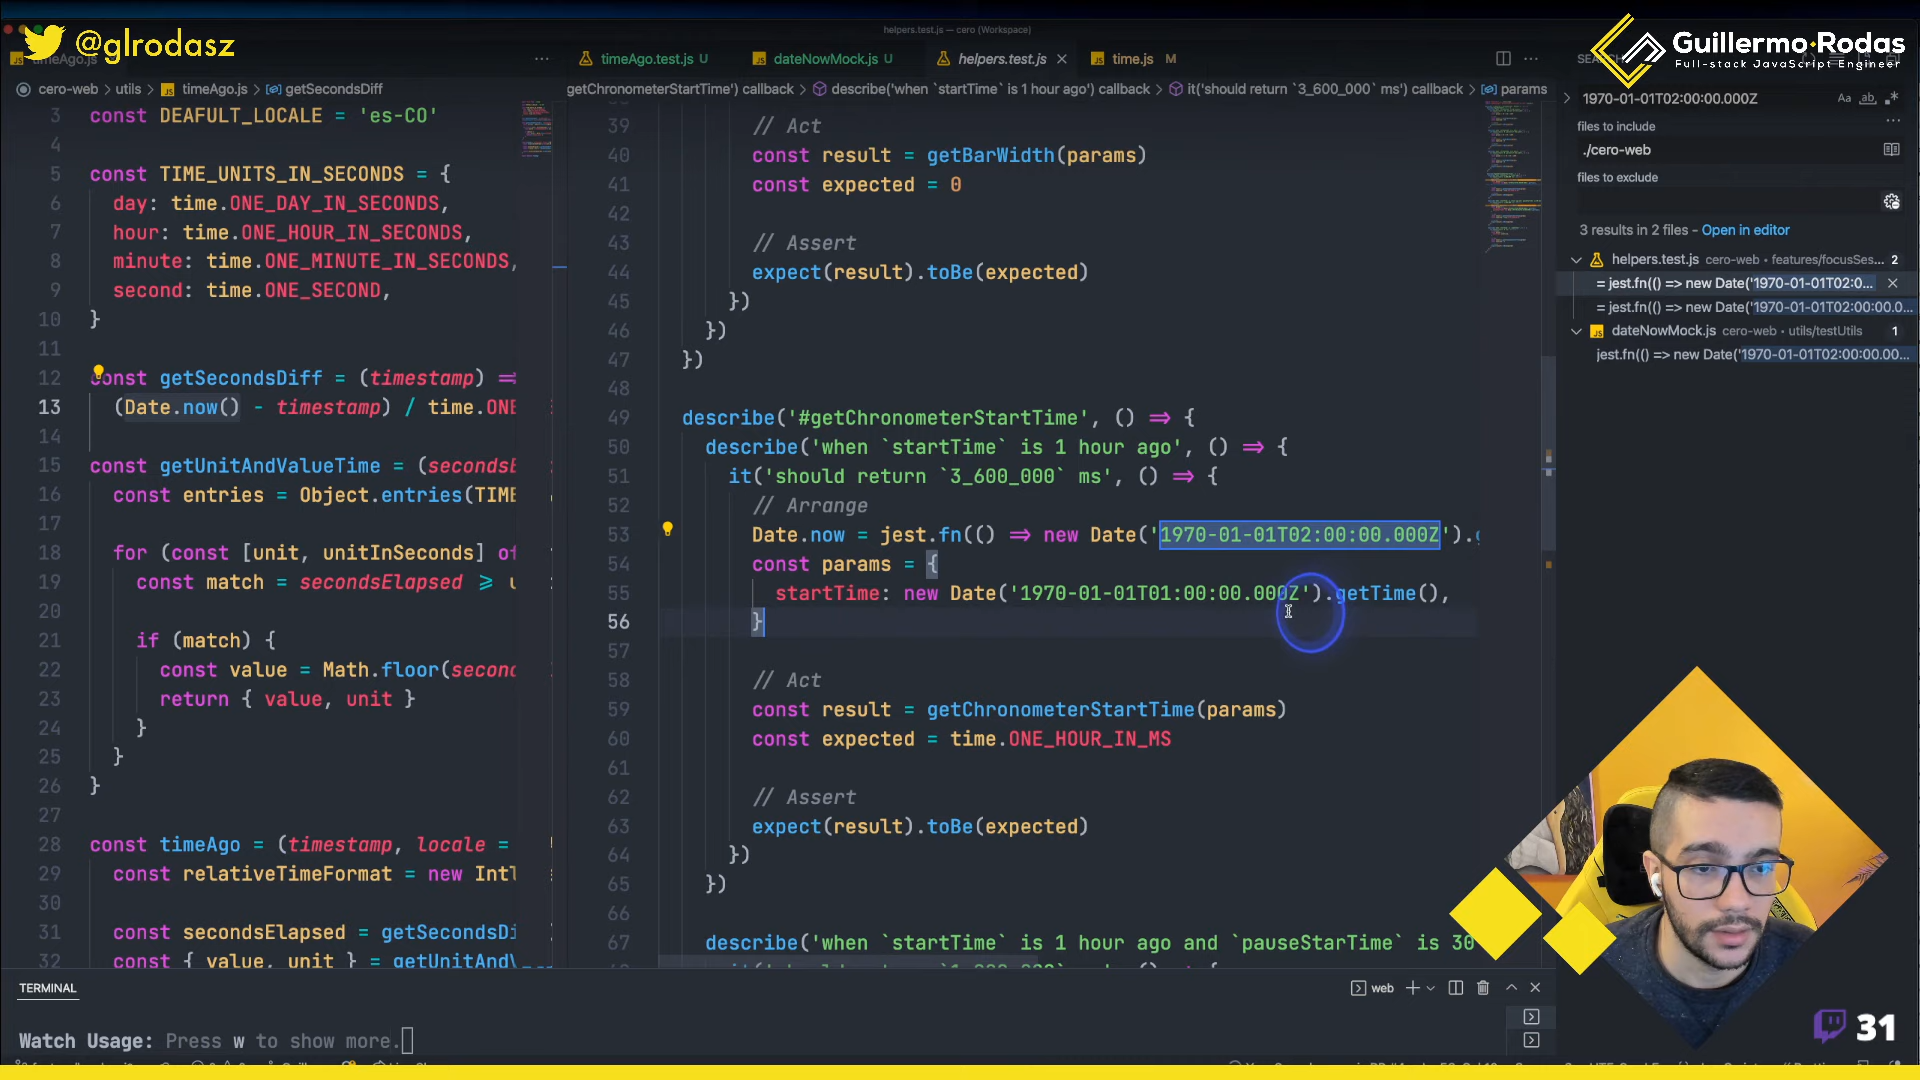 @glrodasz
helpers.test.js — cero (Workspace)
Guillermo Rodas
Full-stack JavaScript Engineer
timeAgo.js
timeAgo.test.js U
dateNowMock.js U
helpers.test.js
time.js M
cero-web > utils > timeAgo.js > getSecondsDiff
getChronometerStartTime') callback > describe('when `startTime` is 1 hour ago') callback > it('should return `3_600_000` ms') callback > params
3 const DEAFULT_LOCALE = 'es-CO'
4
5 const TIME_UNITS_IN_SECONDS = {
6 day: time.ONE_DAY_IN_SECONDS,
7 hour: time.ONE_HOUR_IN_SECONDS,
8 minute: time.ONE_MINUTE_IN_SECONDS,
9 second: time.ONE_SECOND,
10 }
11
12 const getSecondsDiff = (timestamp) =>
13 (Date.now() - timestamp) / time.ONE
14
15 const getUnitAndValueTime = (seconds
16 const entries = Object.entries(TIME
17
18 for (const [unit, unitInSeconds] of
19 const match = secondsElapsed >= u
20
21 if (match) {
22 const value = Math.floor(second
23 return { value, unit }
24 }
25 }
26 }
27
28 const timeAgo = (timestamp, locale =
29 const relativeTimeFormat = new Intl
30
31 const secondsElapsed = getSecondsDi
32 const { value, unit } = getUnitAndV
39 // Act
40 const result = getBarWidth(params)
41 const expected = 0
42
43 // Assert
44 expect(result).toBe(expected)
45 })
46 })
47 })
48
49 describe('#getChronometerStartTime', () => {
50 describe('when `startTime` is 1 hour ago', () => {
51 it('should return `3_600_000` ms', () => {
52 // Arrange
53 Date.now = jest.fn(() => new Date('1970-01-01T02:00:00.000Z').g
54 const params = {
55 startTime: new Date('1970-01-01T01:00:00.000Z').getTime(),
56 }
57
58 // Act
59 const result = getChronometerStartTime(params)
60 const expected = time.ONE_HOUR_IN_MS
61
62 // Assert
63 expect(result).toBe(expected)
64 })
65 })
66
67 describe('when `startTime` is 1 hour ago and `pauseStarTime` is 30
1970-01-01T02:00:00.000Z
Aa ab
files to include
./cero-web
files to exclude
3 results in 2 files - Open in editor
helpers.test.js cero-web • features/focusSes... 2
= jest.fn(() => new Date('1970-01-01T02:0...
= jest.fn(() => new Date('1970-01-01T02:00:00.0...
dateNowMock.js cero-web • utils/testUtils 1
jest.fn(() => new Date('1970-01-01T02:00:00.00...
TERMINAL
web
Watch Usage: Press w to show more.
31